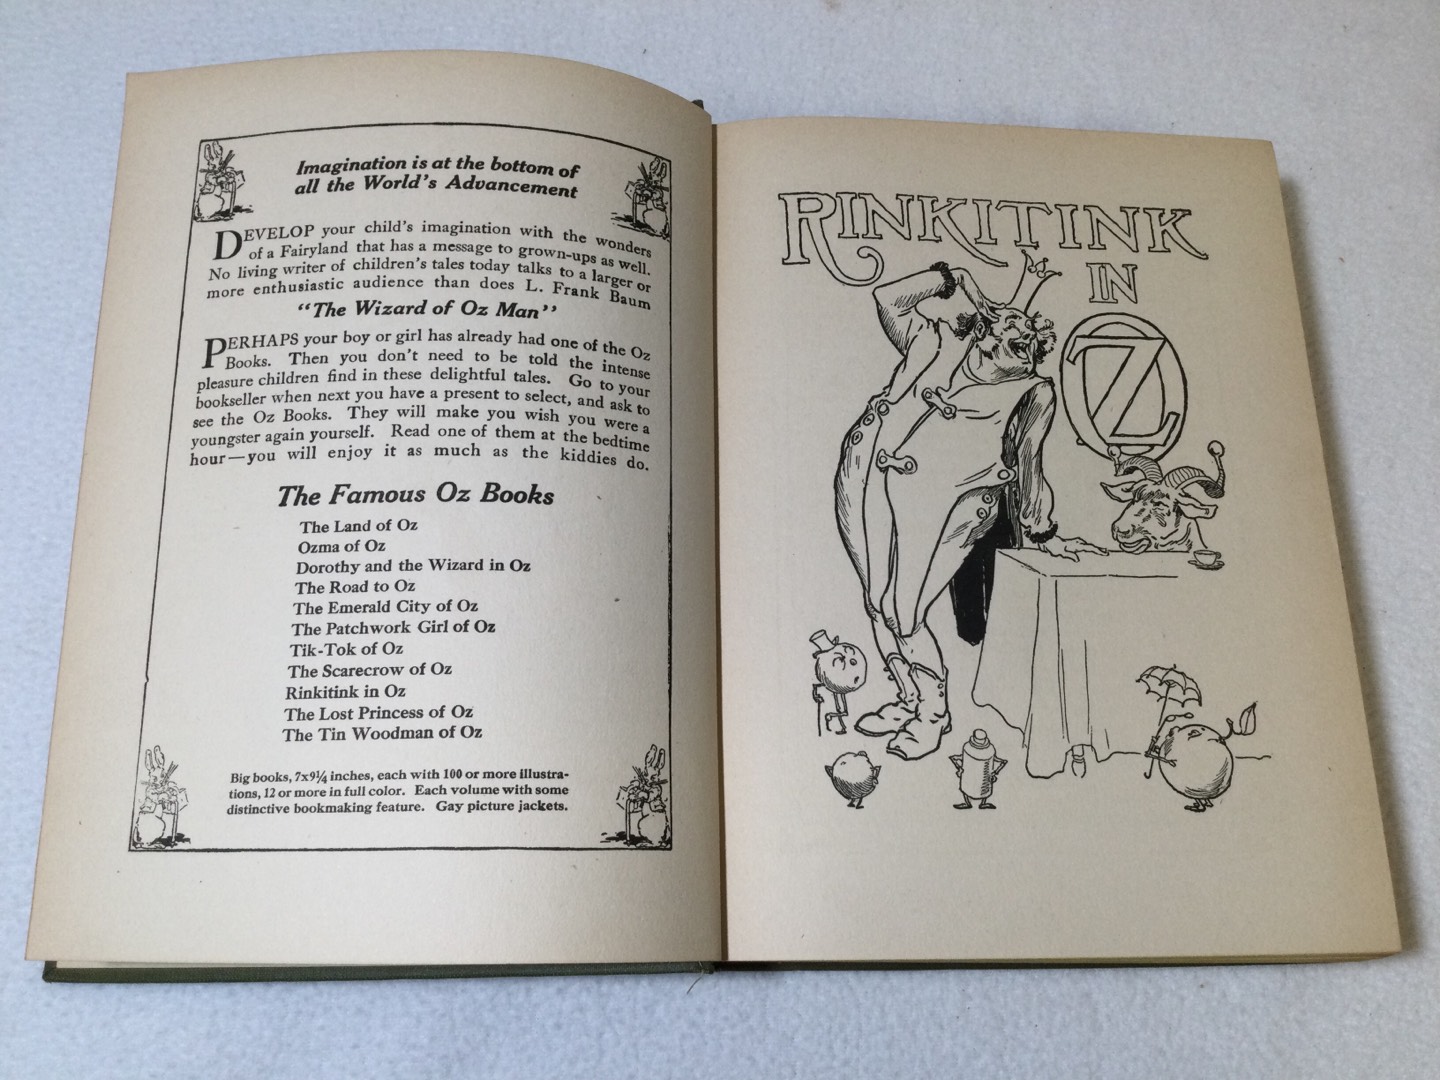 Imagination is at the bottom of
all the World's Advancement
DEVELOP your child's imagination with the wonders
of a Fairyland that has a message to grown-ups as well.
No living writer of children's tales today talks to a larger or
more enthusiastic audience than does L. Frank Baum
"The Wizard of Oz Man"
PERHAPS your boy or girl has already had one of the Oz
Books. Then you don't need to be told the intense
pleasure children find in these delightful tales. Go to your
bookseller when next you have a present to select, and ask to
see the Oz Books. They will make you wish you were a
youngster again yourself. Read one of them at the bedtime
hour—you will enjoy it as much as the kiddies do.
The Famous Oz Books
The Land of Oz
Ozma of Oz
Dorothy and the Wizard in Oz
The Road to Oz
The Emerald City of Oz
The Patchwork Girl of Oz
Tik-Tok of Oz
The Scarecrow of Oz
Rinkitink in Oz
The Lost Princess of Oz
The Tin Woodman of Oz
Big books, 7x9¼ inches, each with 100 or more illustra-
tions, 12 or more in full color. Each volume with some
distinctive bookmaking feature. Gay picture jackets.
RINKITINK
IN
OZ